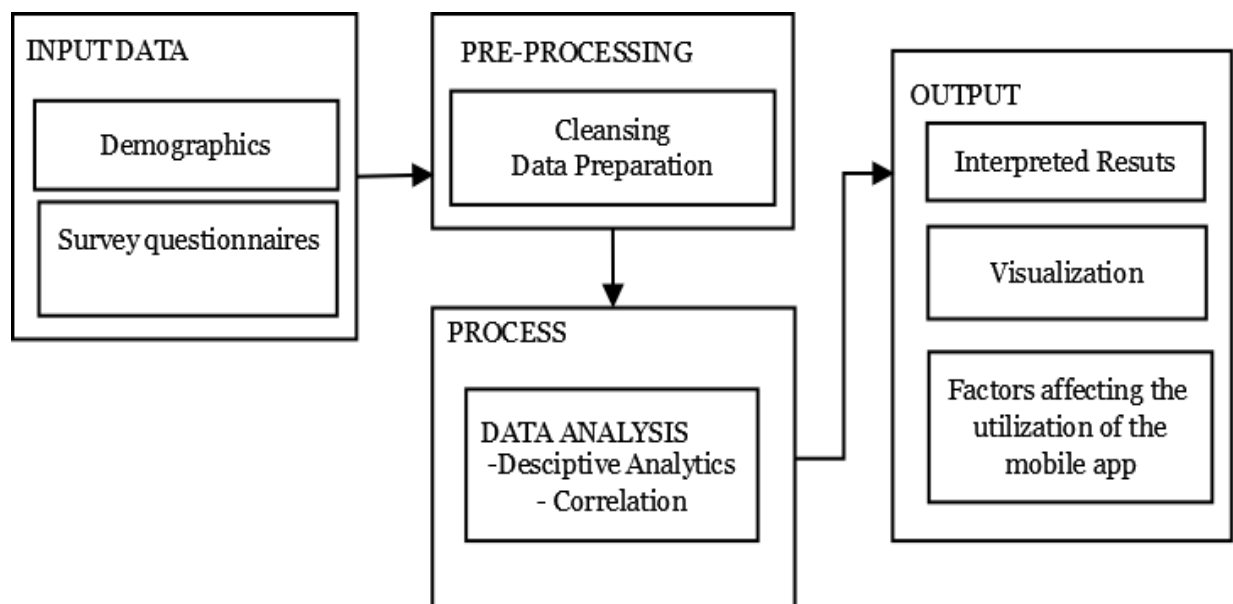 INPUT DATA
Demographics
Survey questionnaires
PRE-PROCESSING
Cleansing
Data Preparation
PROCESS
DATA ANALYSIS
-Desciptive Analytics
- Correlation
OUTPUT
Interpreted Resuts
Visualization
Factors affecting the
utilization of the
mobile app